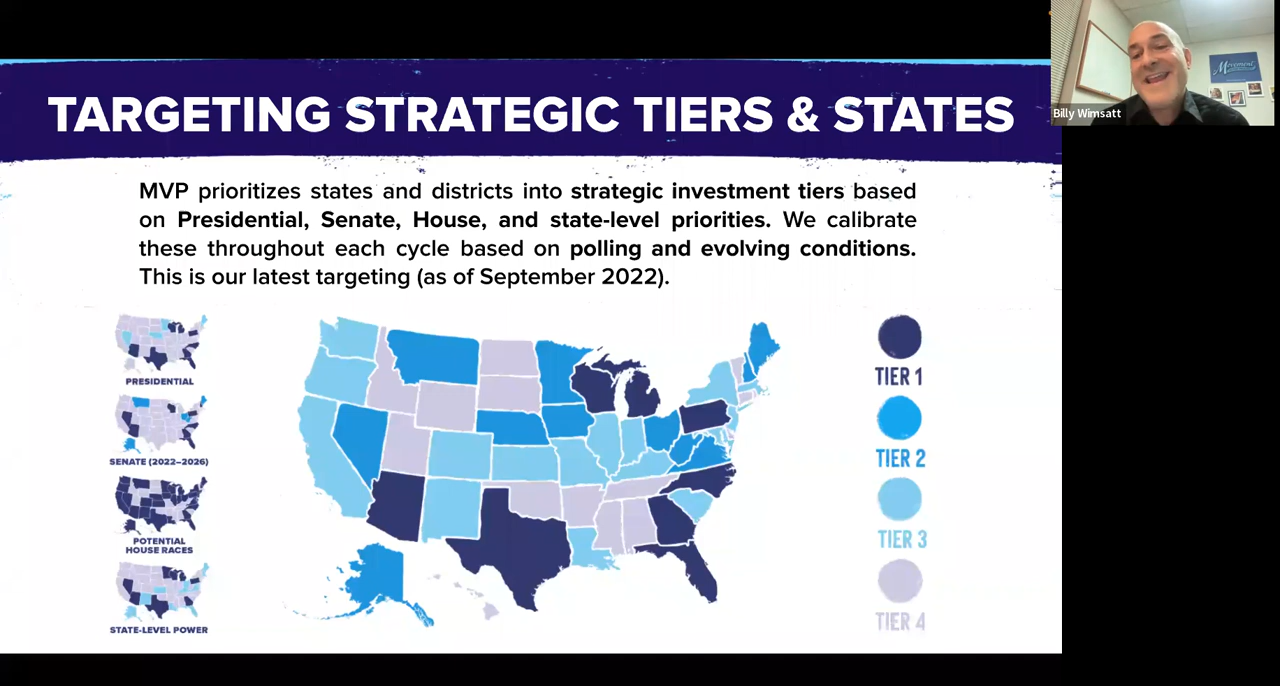 TARGETING STRATEGIC TIERS & STATES
Billy Wimsatt
Movement
MVP prioritizes states and districts into strategic investment tiers based
on Presidential, Senate, House, and state-level priorities. We calibrate
these throughout each cycle based on polling and evolving conditions.
This is our latest targeting (as of September 2022).
PRESIDENTIAL
SENATE (2022–2026)
POTENTIAL
HOUSE RACES
STATE-LEVEL POWER
TIER 1
TIER 2
TIER 3
TIER 4